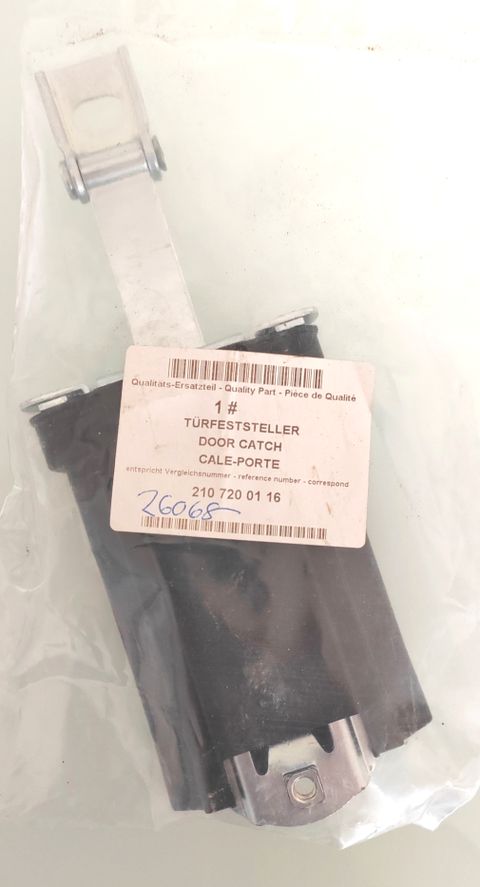 Qualitäts-Ersatzteil - Quality Part - Pièce de Qualité
1 #
TÜRFESTSTELLER
DOOR CATCH
CALE-PORTE
entspricht Vergleichsnummer - reference number - correspond
210 720 01 16
26068